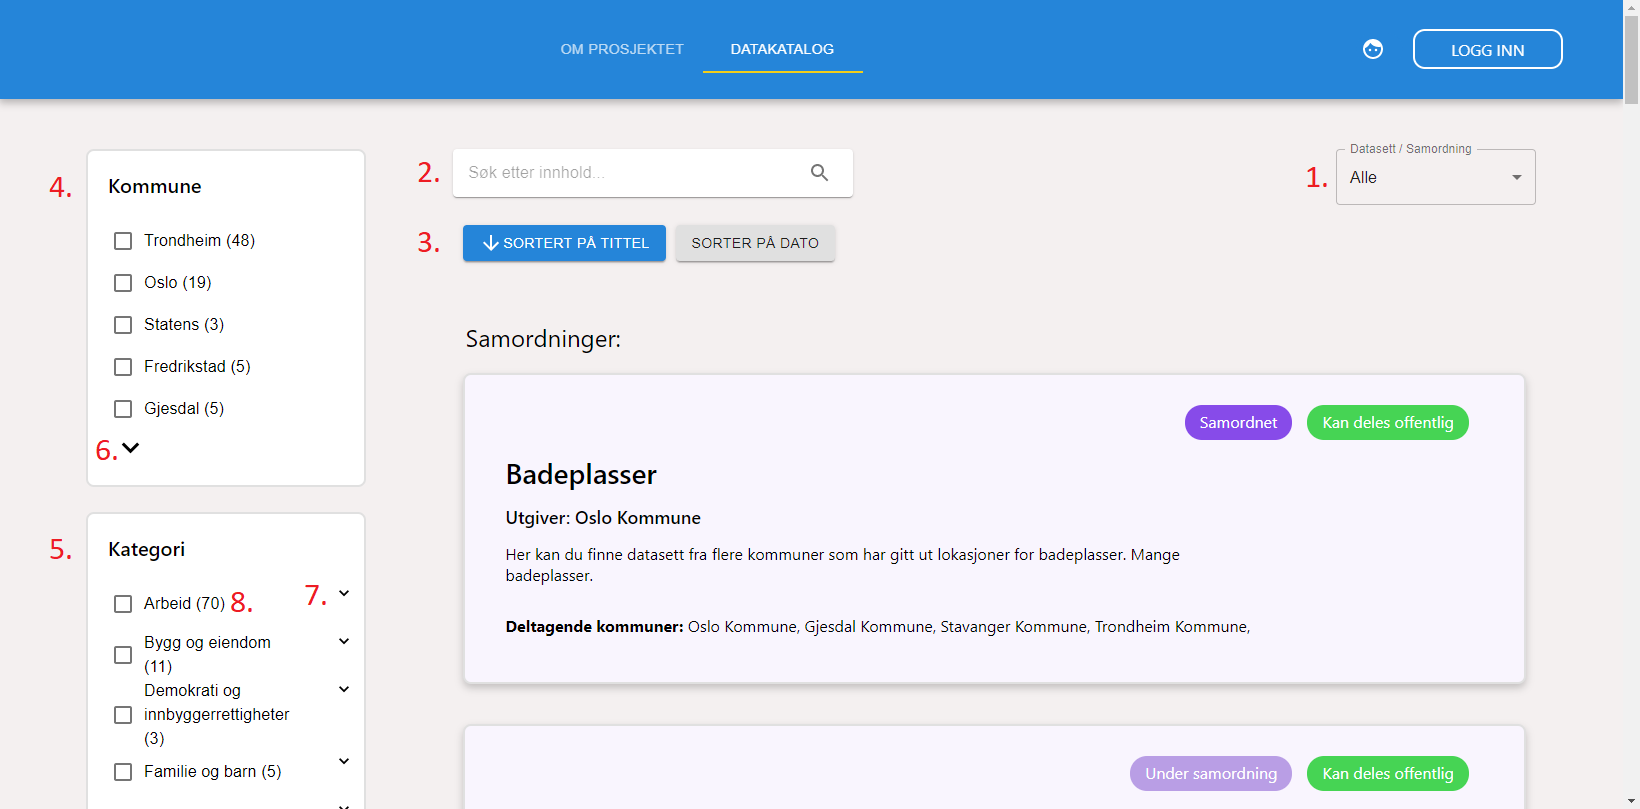 OM PROSJEKTET
DATAKATALOG
LOGG INN
4.
Kommune
Trondheim (48)
Oslo (19)
Statens (3)
Fredrikstad (5)
Gjesdal (5)
6.
5.
Kategori
Arbeid (70) 8.
7.
Bygg og eiendom
(11)
Demokrati og
innbyggerrettigheter
(3)
Familie og barn (5)
2.
Søk etter innhold...
1.
Datasett / Samordning
Alle
3.
SORTERT PÅ TITTEL
SORTER PÅ DATO
Samordninger:
Samordnet
Kan deles offentlig
Badeplasser
Utgiver: Oslo Kommune
Her kan du finne datasett fra flere kommuner som har gitt ut lokasjoner for badeplasser. Mange
badeplasser.
Deltagende kommuner: Oslo Kommune, Gjesdal Kommune, Stavanger Kommune, Trondheim Kommune,
Under samordning
Kan deles offentlig